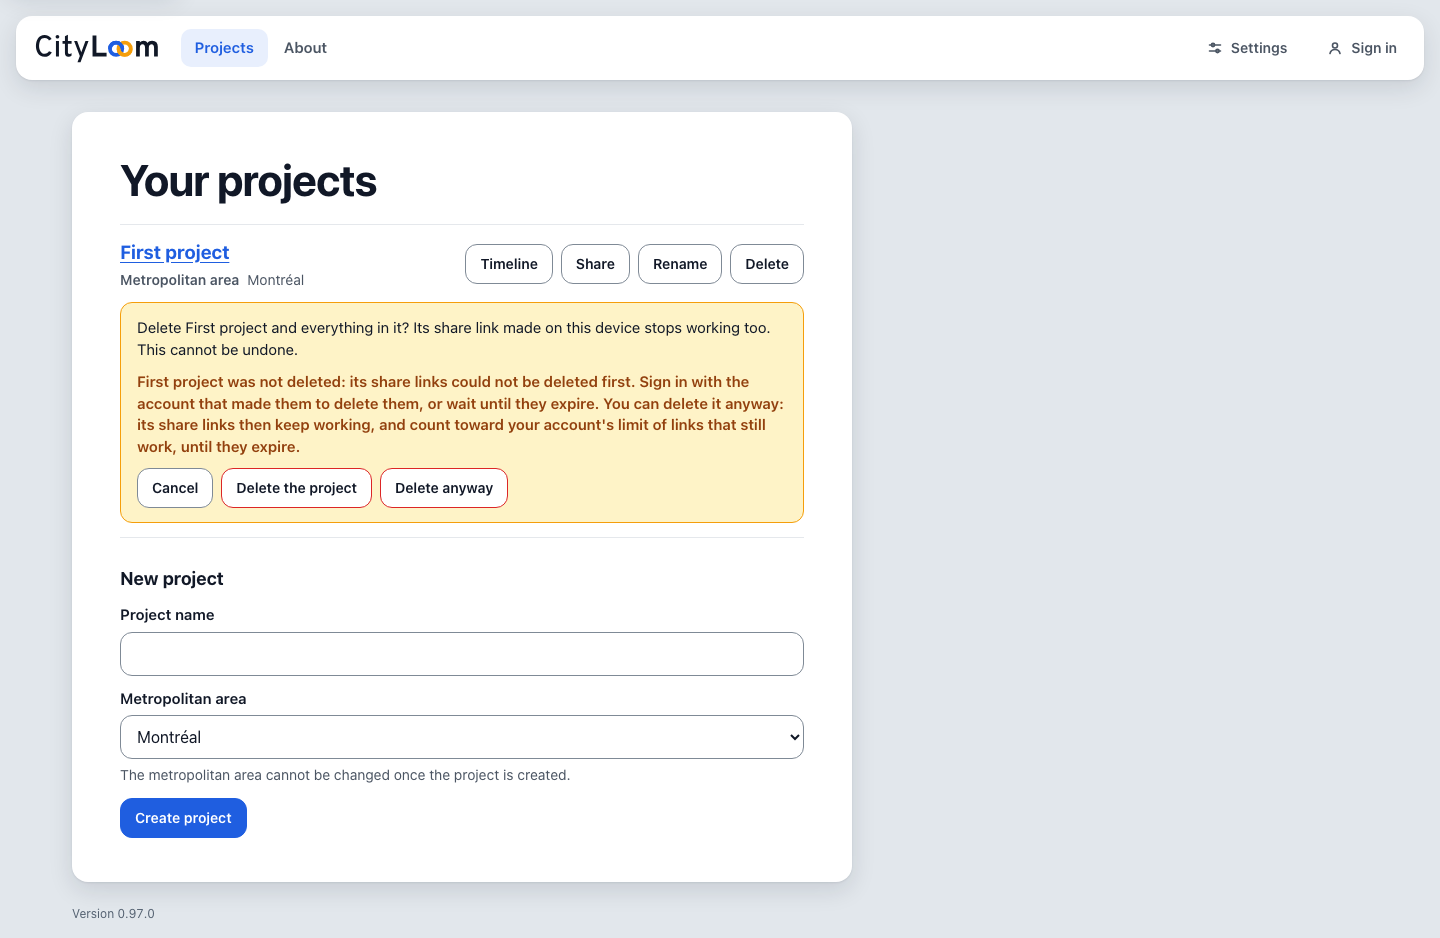 CityLoom
Projects
About
Settings
Sign in
Your projects
First project
Metropolitan area Montréal
Timeline
Share
Rename
Delete
Delete First project and everything in it? Its share link made on this device stops working too.
This cannot be undone.
First project was not deleted: its share links could not be deleted first. Sign in with the
account that made them to delete them, or wait until they expire. You can delete it anyway:
its share links then keep working, and count toward your account's limit of links that still
work, until they expire.
Cancel
Delete the project
Delete anyway
New project
Project name
Metropolitan area
Montréal
The metropolitan area cannot be changed once the project is created.
Create project
Version 0.97.0